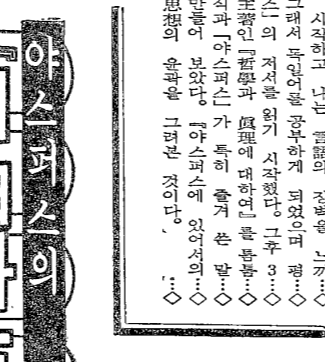 시작하고 나는 言語의 장벽을 느끼
그래서 독일어를 공부하게 되었으며 평
스」의 저서를 읽기 시작했다. 그후 3
主著인 『哲學과 眞理에 대하여』를 틈틈
식과 「야스퍼스」가 특히 즐겨 쓴 말
만들어 보았다. 『야스퍼스에 있어서의
思想의 윤곽을 그려본 것이다.
야스퍼스의